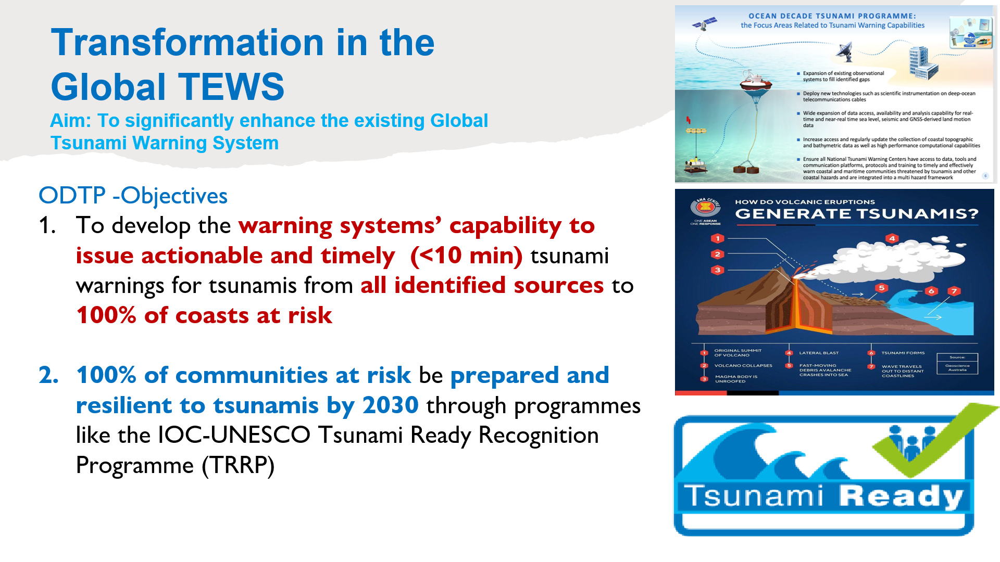 Transformation in the
Global TEWS
Aim: To significantly enhance the existing Global
Tsunami Warning System
ODTP -Objectives
1. To develop the warning systems’ capability to
issue actionable and timely (<10 min) tsunami
warnings for tsunamis from all identified sources to
100% of coasts at risk
2. 100% of communities at risk be prepared and
resilient to tsunamis by 2030 through programmes
like the IOC-UNESCO Tsunami Ready Recognition
Programme (TRRP)
OCEAN DECADE TSUNAMI PROGRAMME:
the Focus Areas Related to Tsunami Warning Capabilities
Expansion of existing observational
systems to fill identified gaps
Deploy new technologies such as scientific instrumentation on deep-ocean
telecommunications cables
Wide expansion of data access, availability and analysis capability for real-
time and near-real time sea level, seismic and GNSS-derived land motion
data
Increase access and regularly update the collection of coastal topographic
and bathymetric data as well as high performance computational capabilities
Ensure all National Tsunami Warning Centers have access to data, tools and
communication platforms, protocols and training to timely and effectively
warn coastal and maritime communities threatened by tsunamis and other
coastal hazards and are integrated into a multi hazard framework
6
AHA CENTRE
ONE ASEAN
ONE RESPONSE
HOW DO VOLCANIC ERUPTIONS
GENERATE TSUNAMIS?
1
2
3
4
5
6
7
1 ORIGINAL SUMMIT
OF VOLCANO
2 VOLCANO COLLAPSES
3 MAGMA BODY IS
UNROOFED
4 LATERAL BLAST
5 FAST-MOVING
DEBRIS AVALANCHE
CRASHES INTO SEA
6 TSUNAMI FORMS
7 WAVE TRAVELS
OUT TO DISTANT
COASTLINES
Source:
Geoscience
Australia
Tsunami Ready